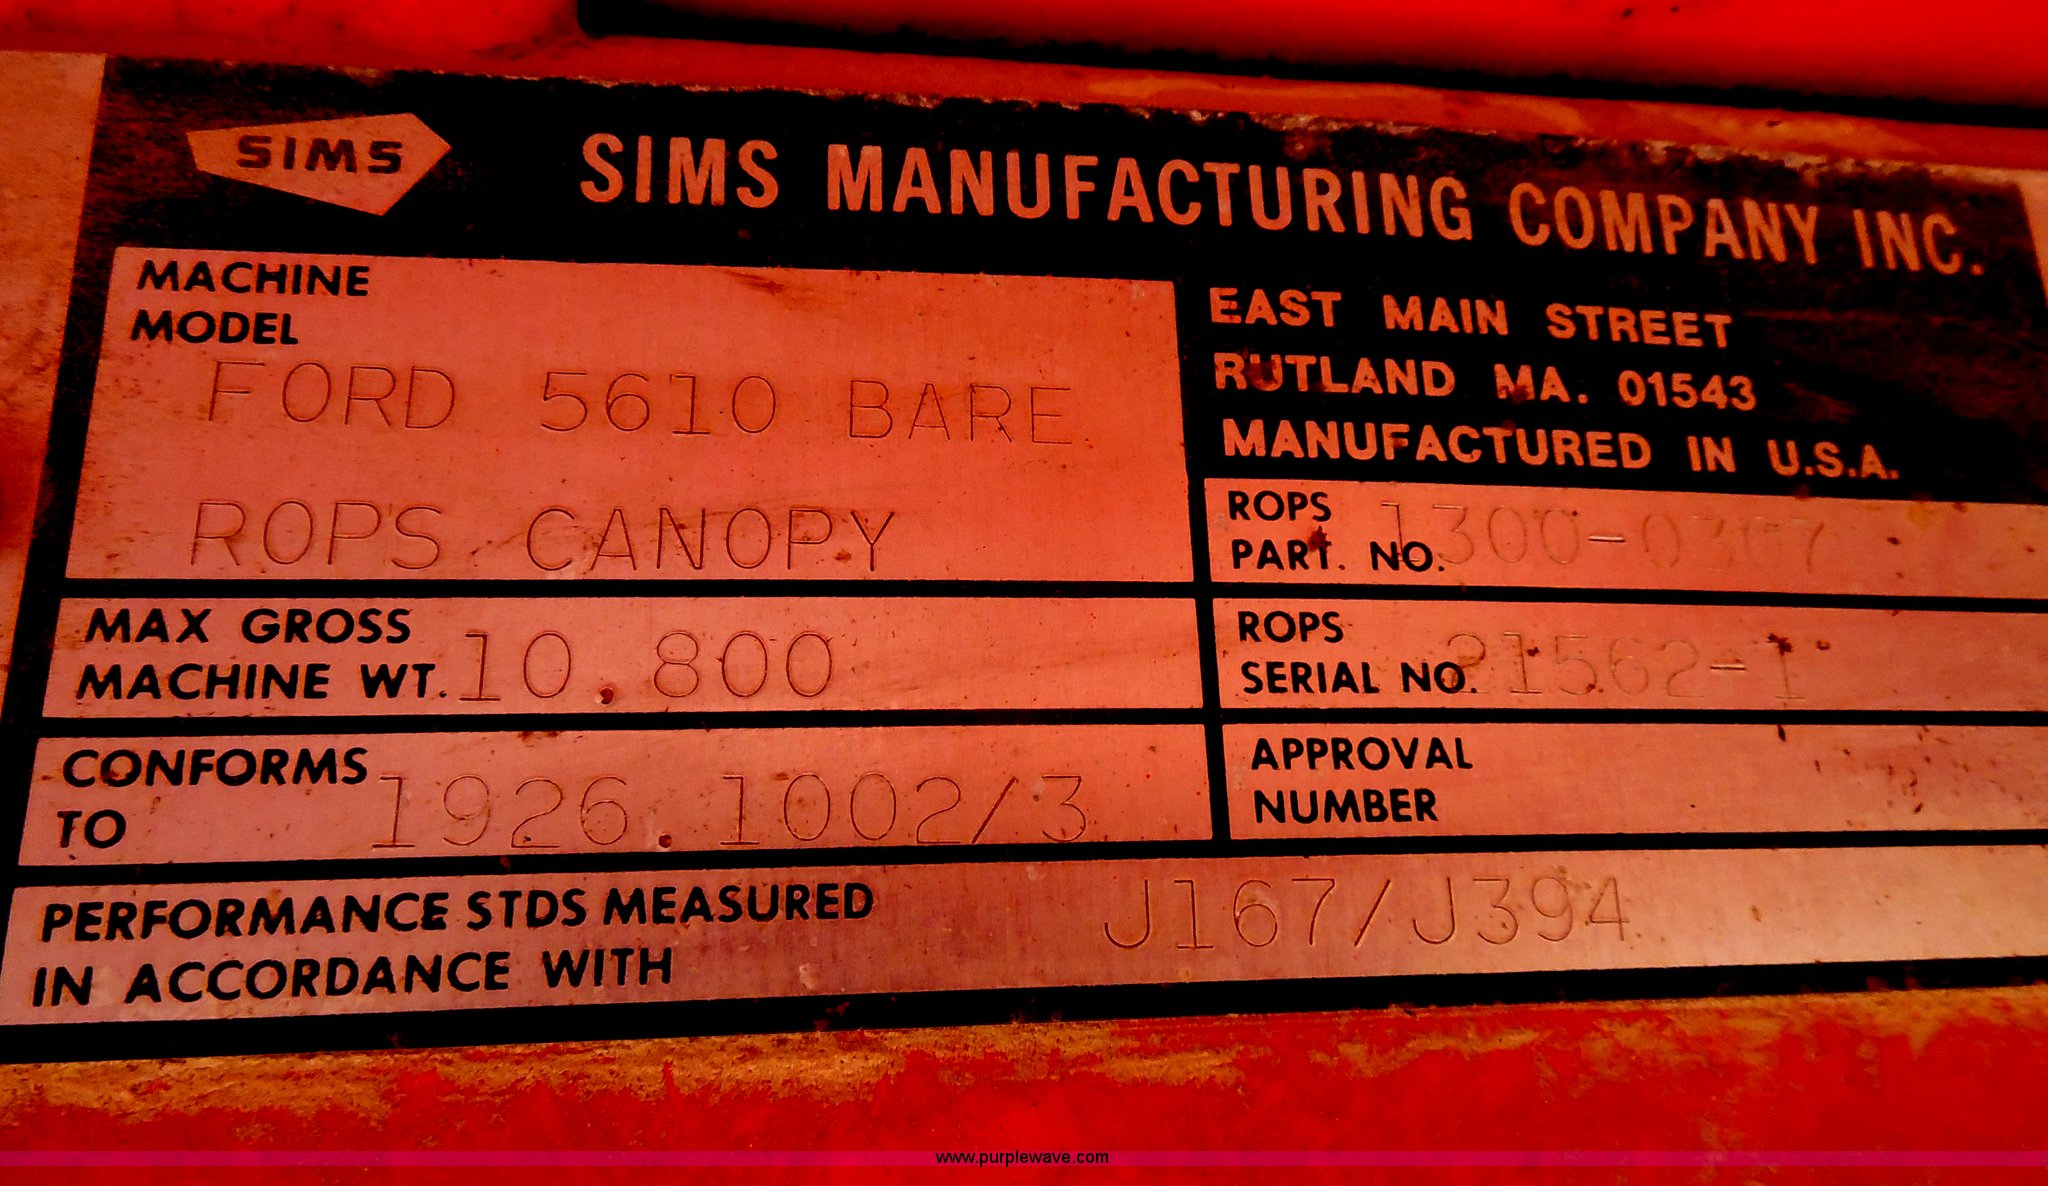 SIMS
SIMS MANUFACTURING COMPANY INC.
EAST MAIN STREET
RUTLAND MA. 01543
MANUFACTURED IN U.S.A.
MACHINE
MODEL
FORD 5610 BARE
ROPS CANOPY
ROPS
PART. NO.
ROPS
SERIAL NO. 21562-1
MAX GROSS
MACHINE WT. 10.800
CONFORMS
TO 1926.1002/3
APPROVAL
NUMBER
PERFORMANCE STDS MEASURED
IN ACCORDANCE WITH J167/J394
www.purplewave.com